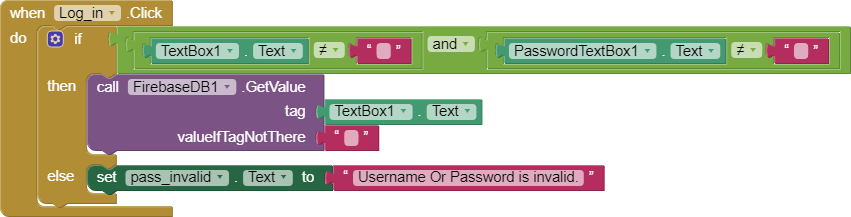 when Log_in .Click
do if TextBox1 . Text ≠ “ ” and PasswordTextBox1 . Text ≠ “ ”
then call FirebaseDB1 .GetValue
tag TextBox1 . Text
valueIfTagNotThere “ ”
else set pass_invalid . Text to “ Username Or Password is invalid. ”